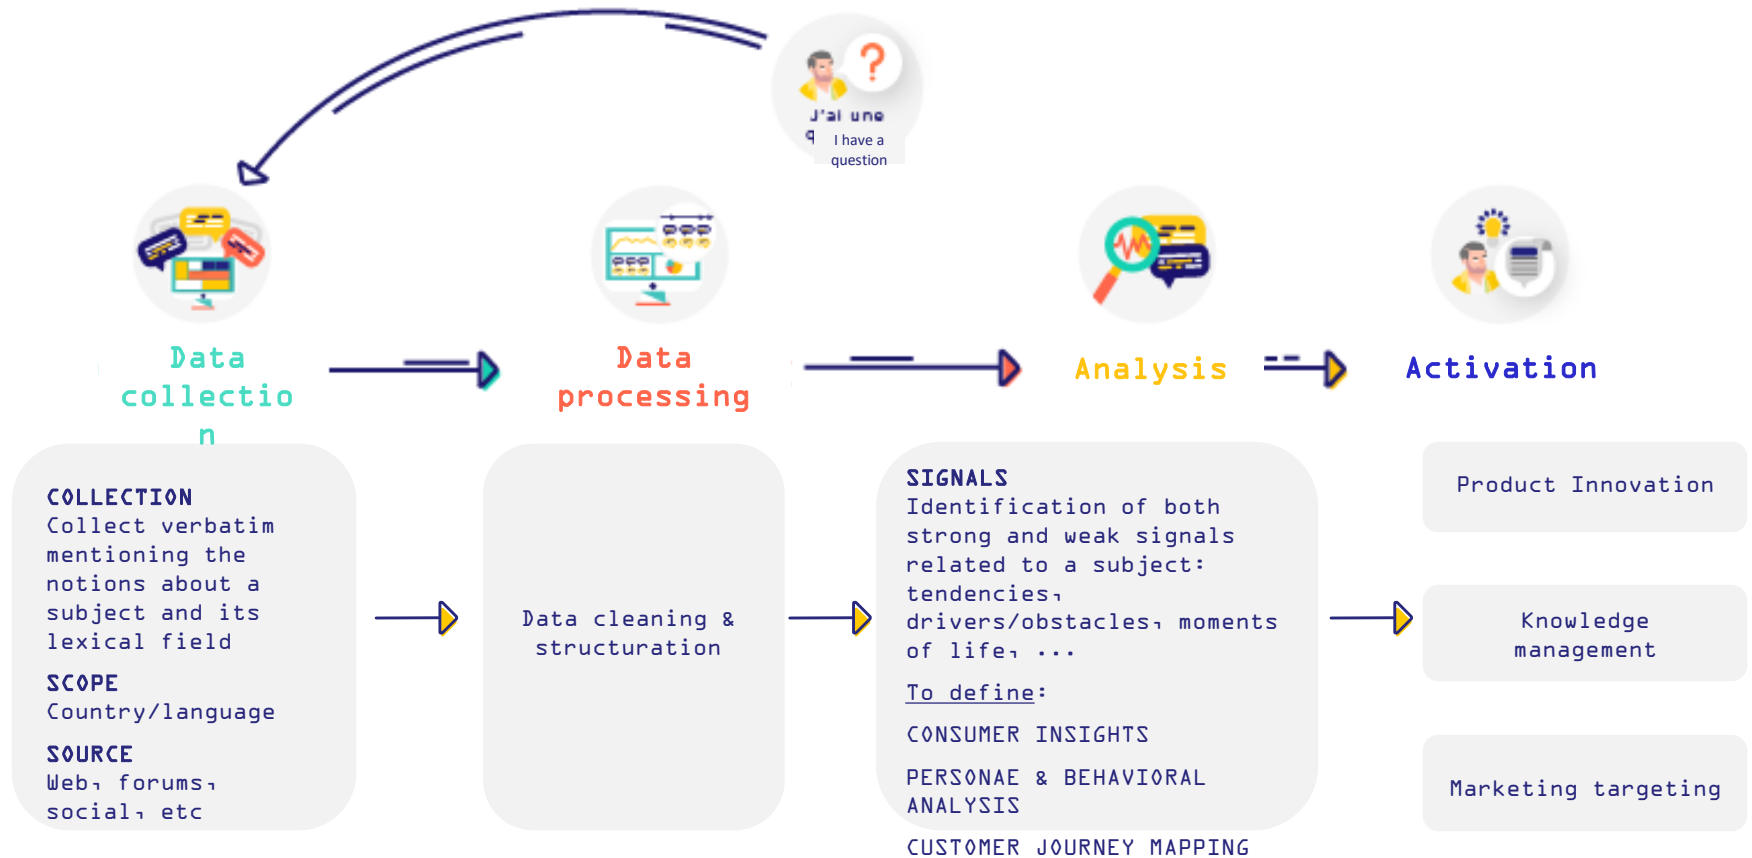 J'ai une
q
I have a
question
Data
collectio
n
Data
processing
Analysis
Activation
COLLECTION
Collect verbatim
mentioning the
notions about a
subject and its
lexical field
SCOPE
Country/language
SOURCE
Web, forums,
social, etc
Data cleaning &
structuration
SIGNALS
Identification of both
strong and weak signals
related to a subject:
tendencies,
drivers/obstacles, moments
of life, ...
To define:
CONSUMER INSIGHTS
PERSONAE & BEHAVIORAL
ANALYSIS
CUSTOMER JOURNEY MAPPING
Product Innovation
Knowledge
management
Marketing targeting